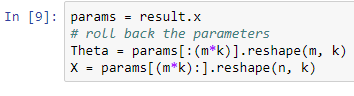 In [9]: params = result.x
# roll back the parameters
Theta = params[:(m*k)].reshape(m, k)
X = params[(m*k):].reshape(n, k)